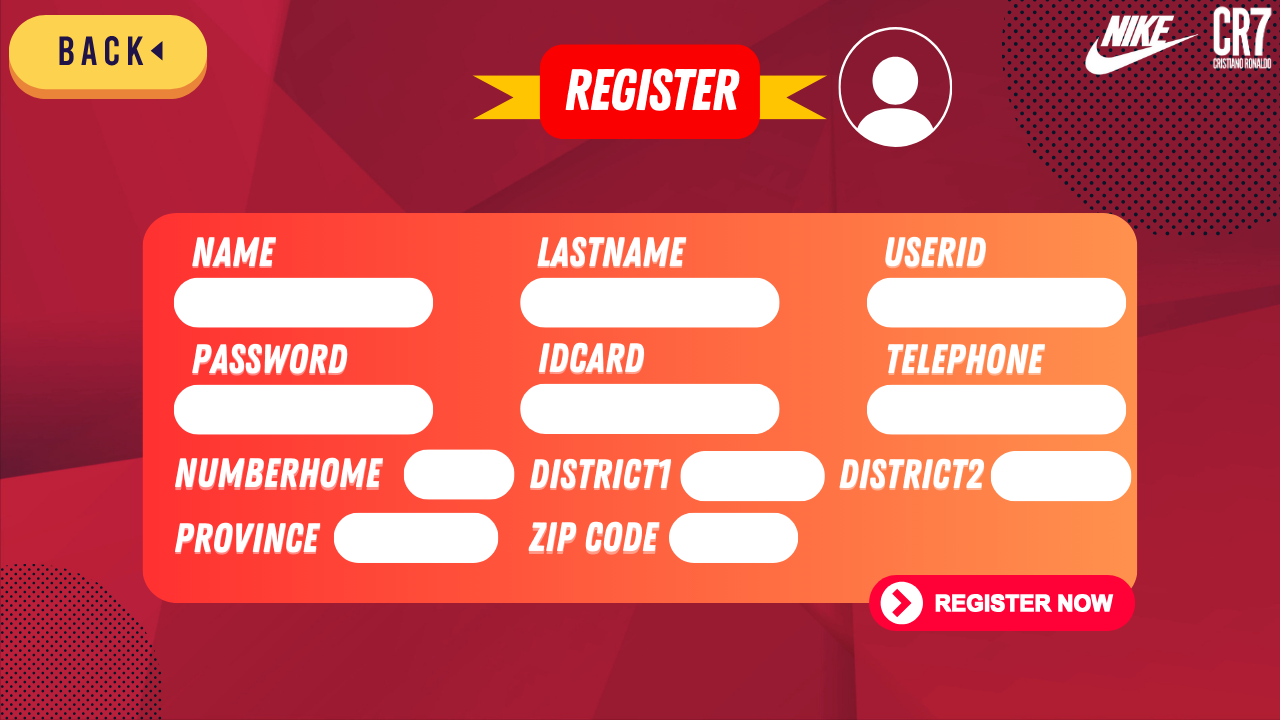 BACK
REGISTER
NIKE
CR7
CRISTIANO RONALDO
NAME
LASTNAME
USERID
PASSWORD
IDCARD
TELEPHONE
NUMBERHOME
DISTRICT1
DISTRICT2
PROVINCE
ZIP CODE
REGISTER NOW